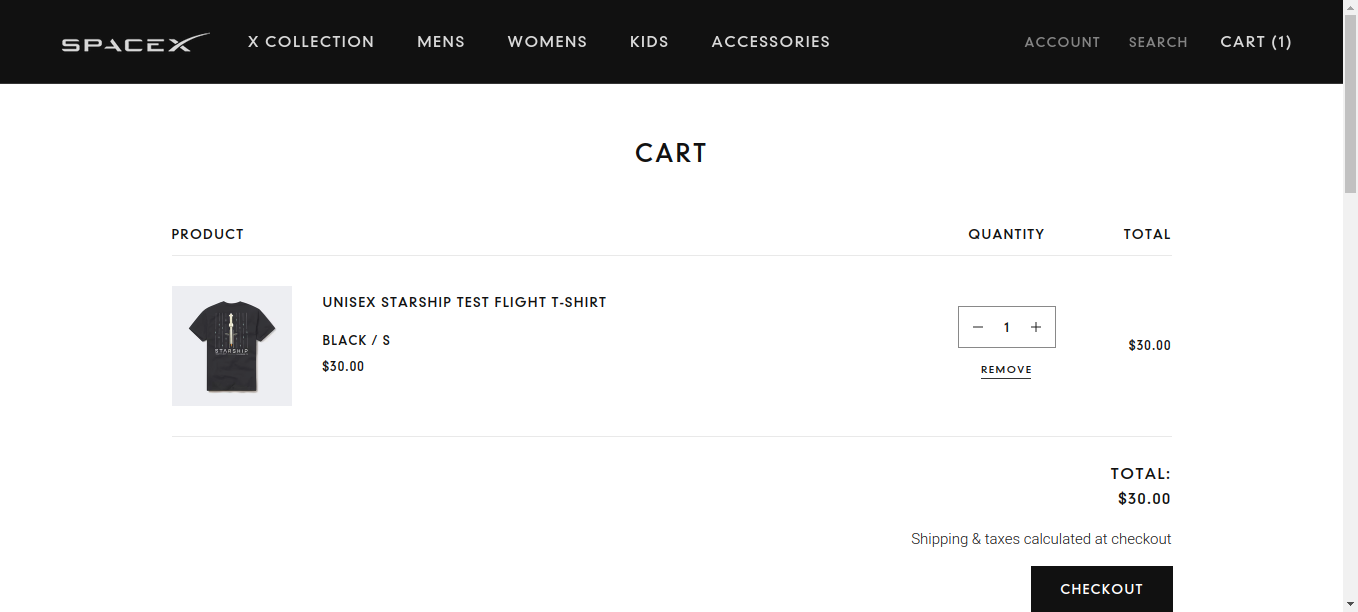 SPACEX X COLLECTION MENS WOMENS KIDS ACCESSORIES ACCOUNT SEARCH CART (1)
CART
PRODUCT QUANTITY TOTAL
UNISEX STARSHIP TEST FLIGHT T-SHIRT
BLACK / S
$30.00
STARSHIP
1
REMOVE
$30.00
TOTAL:
$30.00
Shipping & taxes calculated at checkout
CHECKOUT